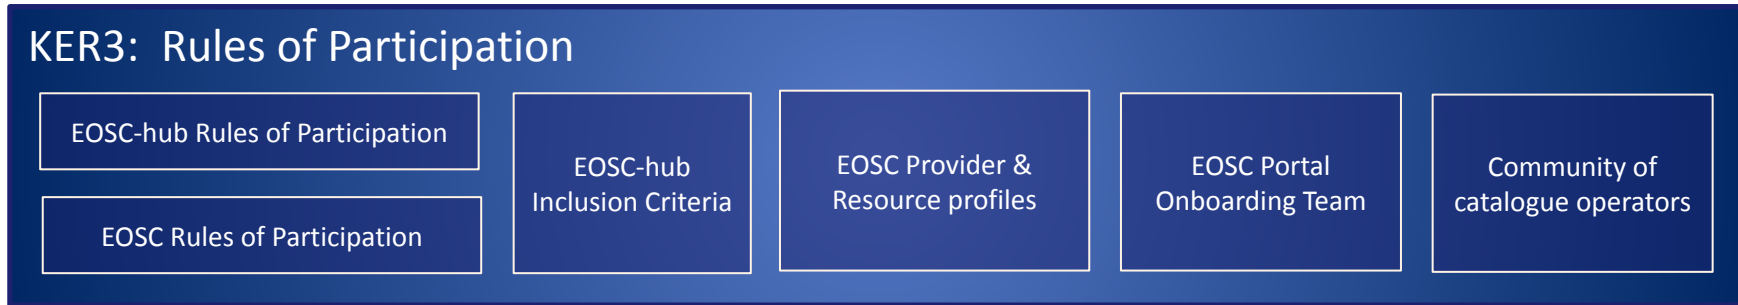 KER3:  Rules of Participation
EOSC-hub Rules of Participation
EOSC Rules of Participation
EOSC-hub
Inclusion Criteria
EOSC Provider &
Resource profiles
EOSC Portal
Onboarding Team
Community of
catalogue operators